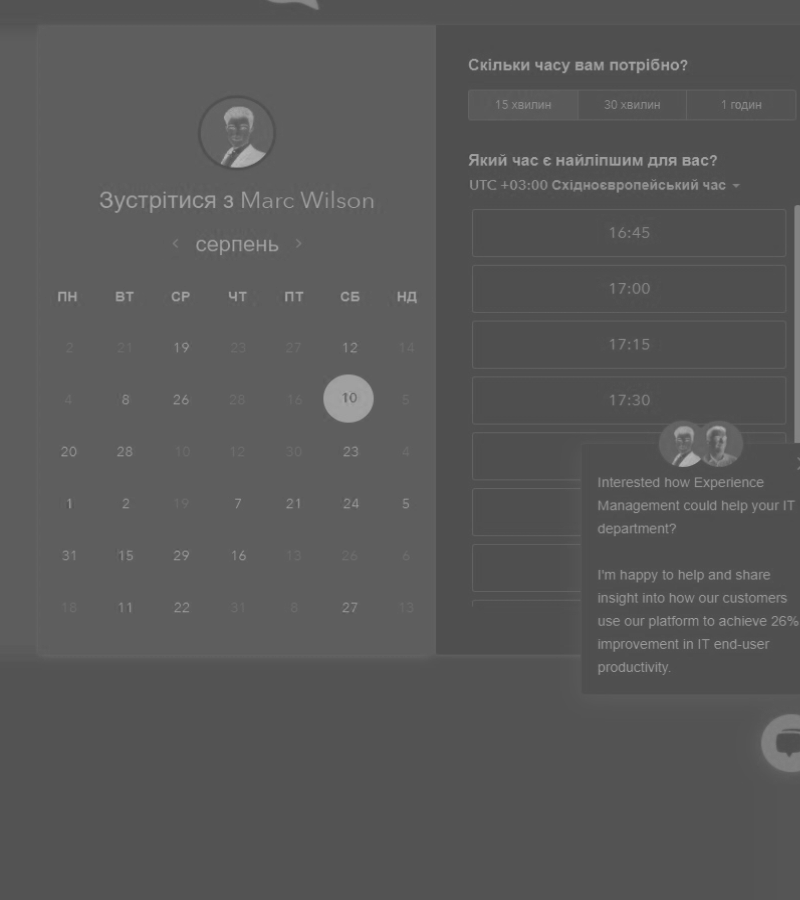 Зустрітися з Marc Wilson
серпень
ПН ВТ СР ЧТ ПТ СБ НД
2 21 19 23 27 12 14
4 8 26 28 16 10 5
20 28 10 12 30 23 4
1 2 19 7 21 24 5
31 15 29 16 13 26 6
18 11 22 31 8 27 13
Скільки часу вам потрібно?
15 хвилин 30 хвилин 1 годин
Який час є найліпшим для вас?
UTC +03:00 Східноєвропейський час
16:45
17:00
17:15
17:30
Interested how Experience
Management could help your IT
department?
I'm happy to help and share
insight into how our customers
use our platform to achieve 26%
improvement in IT end-user
productivity.